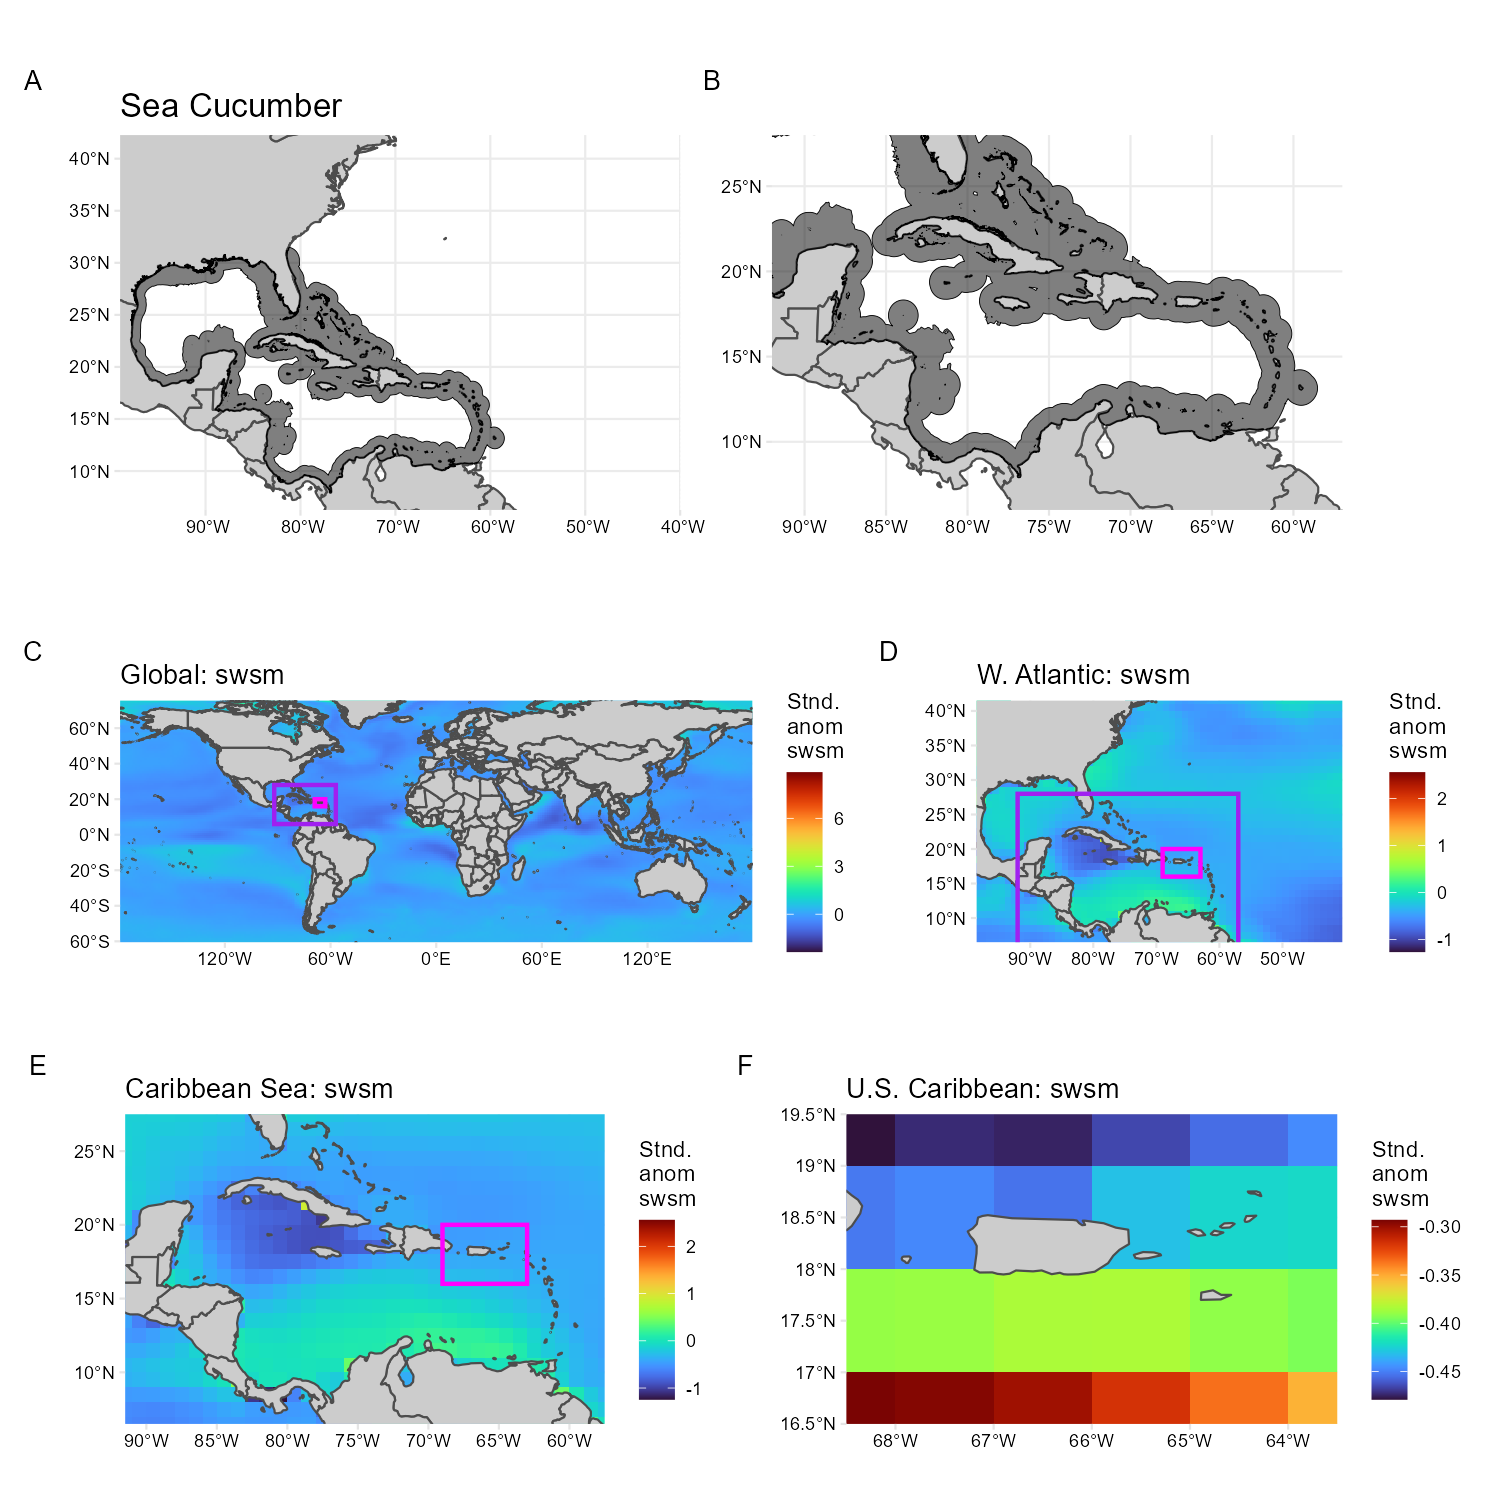 A
B
Sea Cucumber
40°N
35°N
30°N
25°N
20°N
15°N
10°N
90°W 80°W 70°W 60°W 50°W 40°W
25°N
20°N
15°N
10°N
90°W 85°W 80°W 75°W 70°W 65°W 60°W
C
Global: swsm
60°N
40°N
20°N
0°N
20°S
40°S
60°S
120°W 60°W 0°E 60°E 120°E
Stnd.
anom
swsm
6
3
0
D
W. Atlantic: swsm
40°N
35°N
30°N
25°N
20°N
15°N
10°N
90°W 80°W 70°W 60°W 50°W
Stnd.
anom
swsm
2
1
0
-1
E
Caribbean Sea: swsm
25°N
20°N
15°N
10°N
90°W 85°W 80°W 75°W 70°W 65°W 60°W
Stnd.
anom
swsm
2
1
0
-1
F
U.S. Caribbean: swsm
19.5°N
19°N
18.5°N
18°N
17.5°N
17°N
16.5°N
68°W 67°W 66°W 65°W 64°W
Stnd.
anom
swsm
-0.30
-0.35
-0.40
-0.45